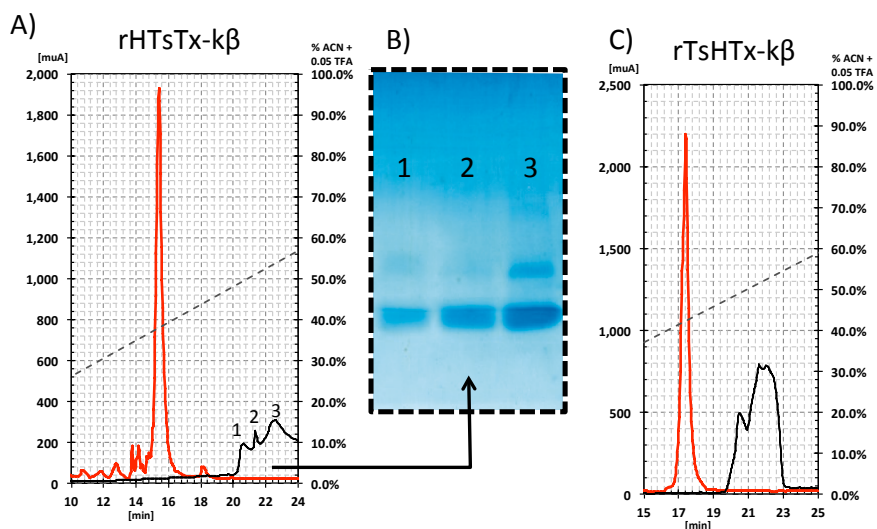 A)
rHTsTx-kβ
[muA]
% ACN +
0.05 TFA
2,000
1,800
1,600
1,400
1,200
1,000
800
600
400
200
0
100.0%
90.0%
80.0%
70.0%
60.0%
50.0%
40.0%
30.0%
20.0%
10.0%
0.0%
1
2
3
10 12 14 16 18 20 22 24
[min]
B)
1 2 3
C)
rTsHTx-kβ
[muA]
% ACN +
0.05 TFA
2,500
2,000
1,500
1,000
500
0
100.0%
90.0%
80.0%
70.0%
60.0%
50.0%
40.0%
30.0%
20.0%
10.0%
0.0%
15 17 19 21 23 25
[min]